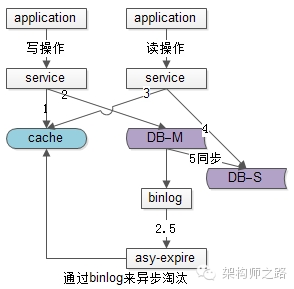 application
application
写操作
读操作
service
service
1
2
3
4
cache
DB-M
5同步
DB-S
binlog
2.5
asy-expire
通过binlog来异步淘汰
架构师之路